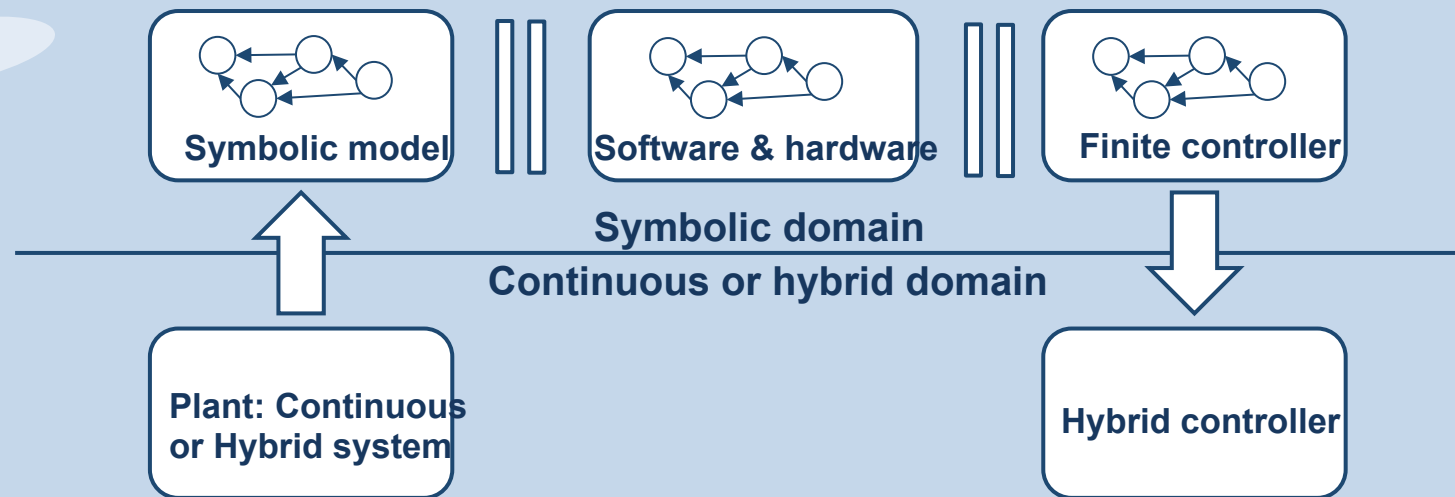 Symbolic model
Software & hardware
Finite controller
Symbolic domain
Continuous or hybrid domain
Plant: Continuous
or Hybrid system
Hybrid controller